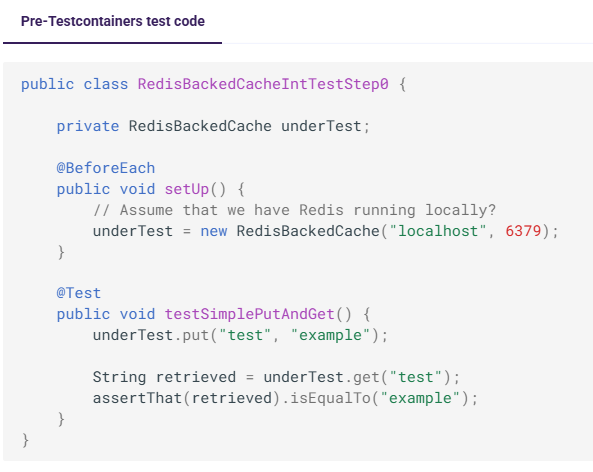 Pre-Testcontainers test code
public class RedisBackedCacheIntTestStep0 {
    private RedisBackedCache underTest;
    @BeforeEach
    public void setUp() {
        // Assume that we have Redis running locally?
        underTest = new RedisBackedCache("localhost", 6379);
    }
    @Test
    public void testSimplePutAndGet() {
        underTest.put("test", "example");
        String retrieved = underTest.get("test");
        assertThat(retrieved).isEqualTo("example");
    }
}